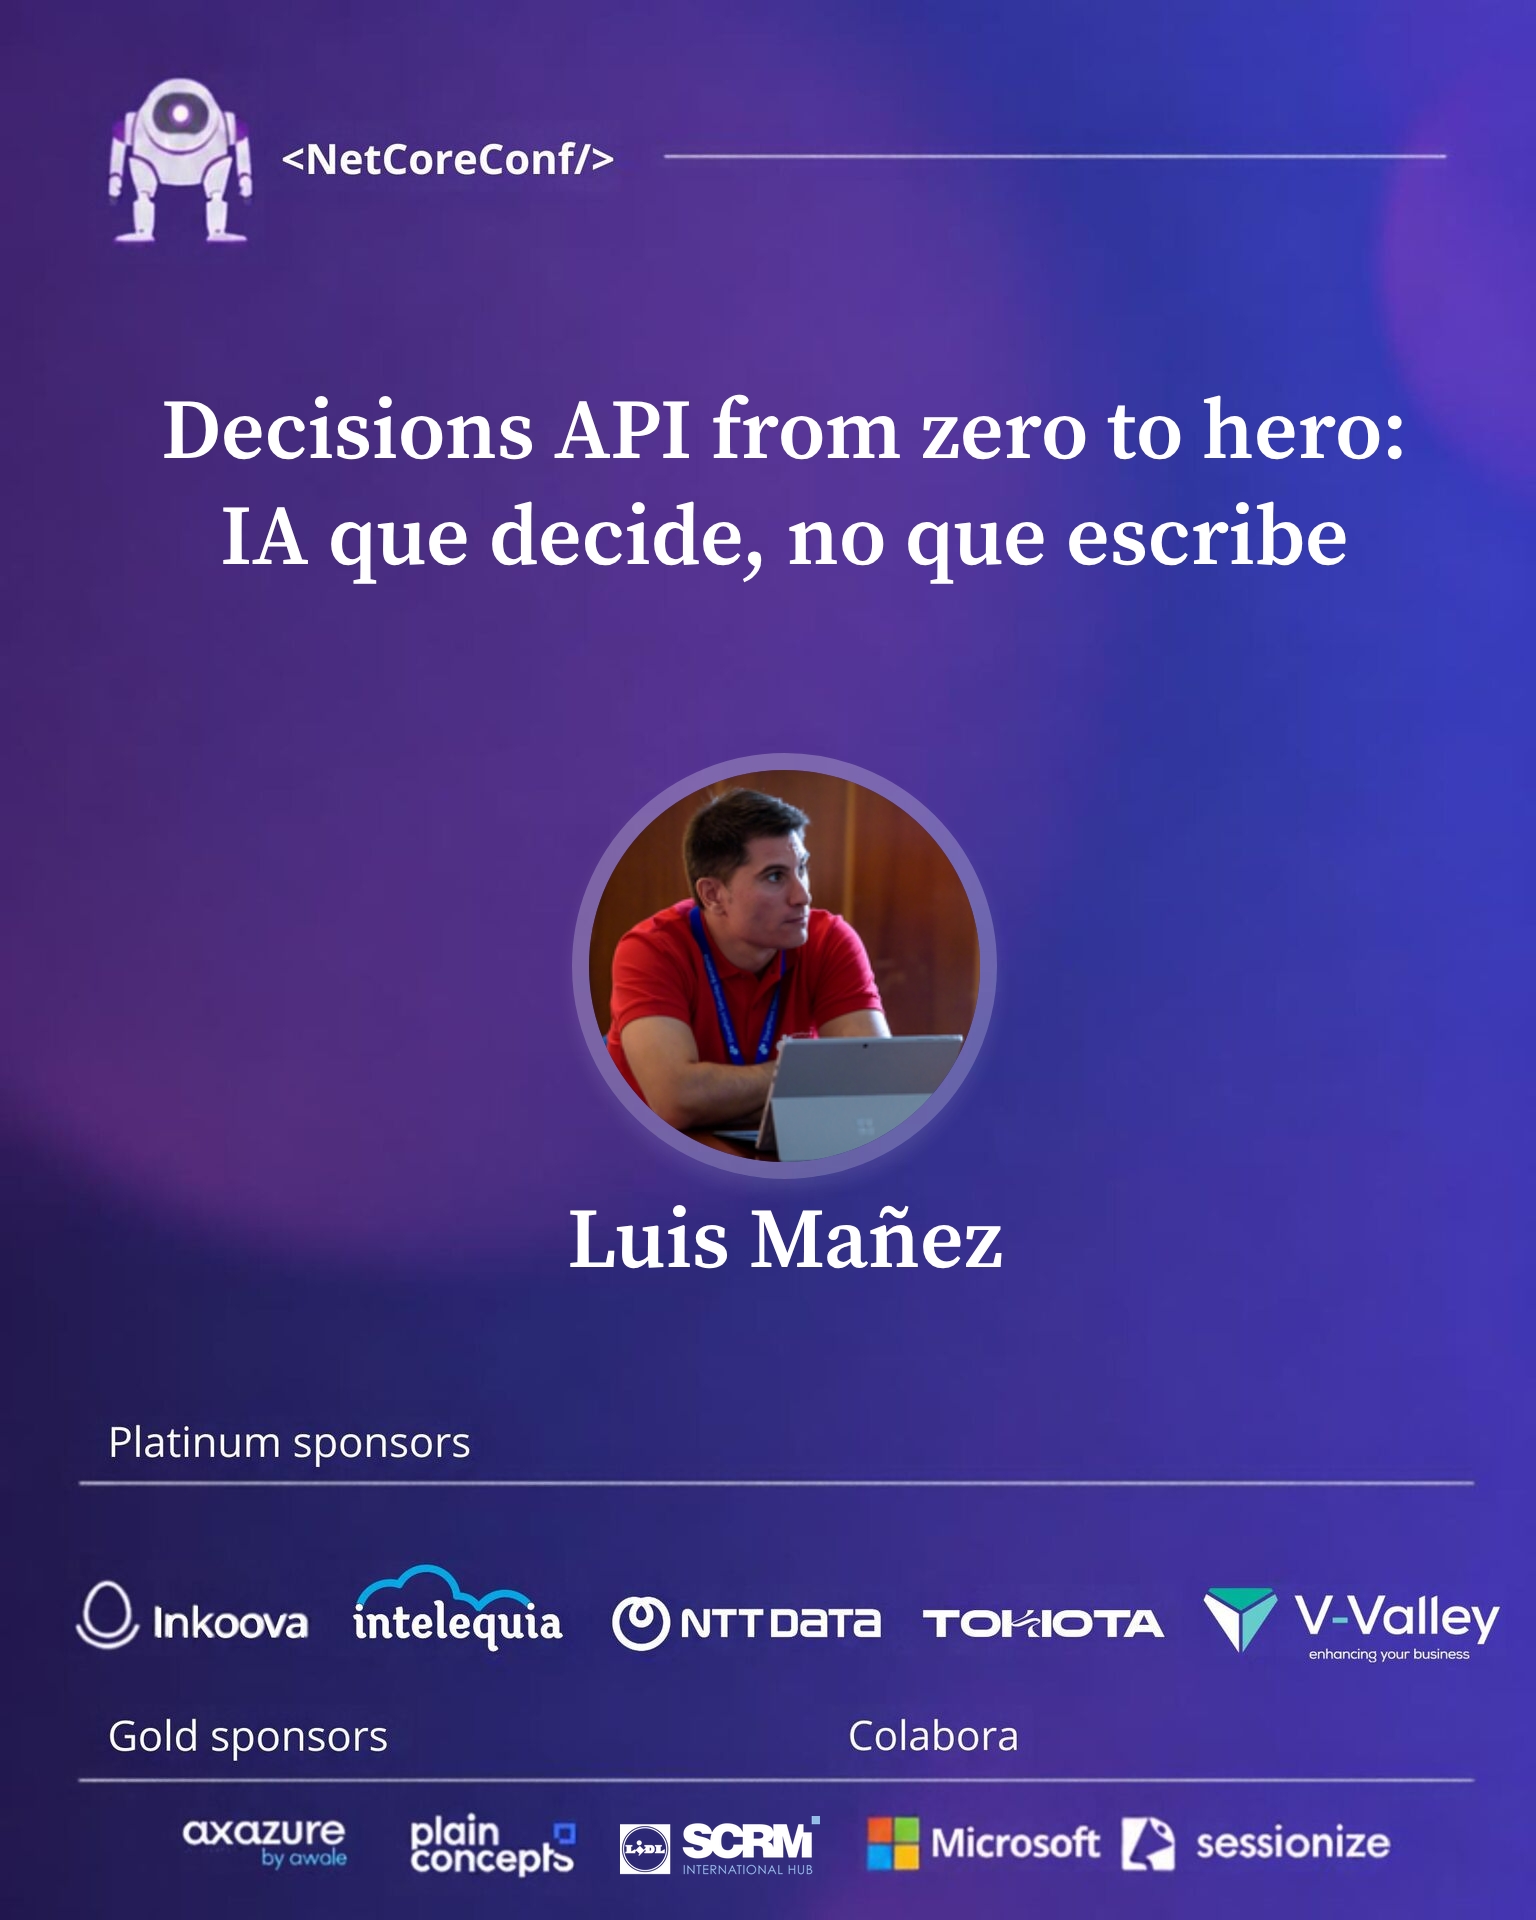 <NetCoreConf/>
Decisions API from zero to hero:
IA que decide, no que escribe
Luis Mañez
Platinum sponsors
Inkoova
intelequia
NTT DATA
TOKIOTA
V-Valley
enhancing your business
Gold sponsors
Colabora
axazure
by awale
plain
concepts
LIDL
SCRM
INTERNATIONAL HUB
Microsoft
sessionize